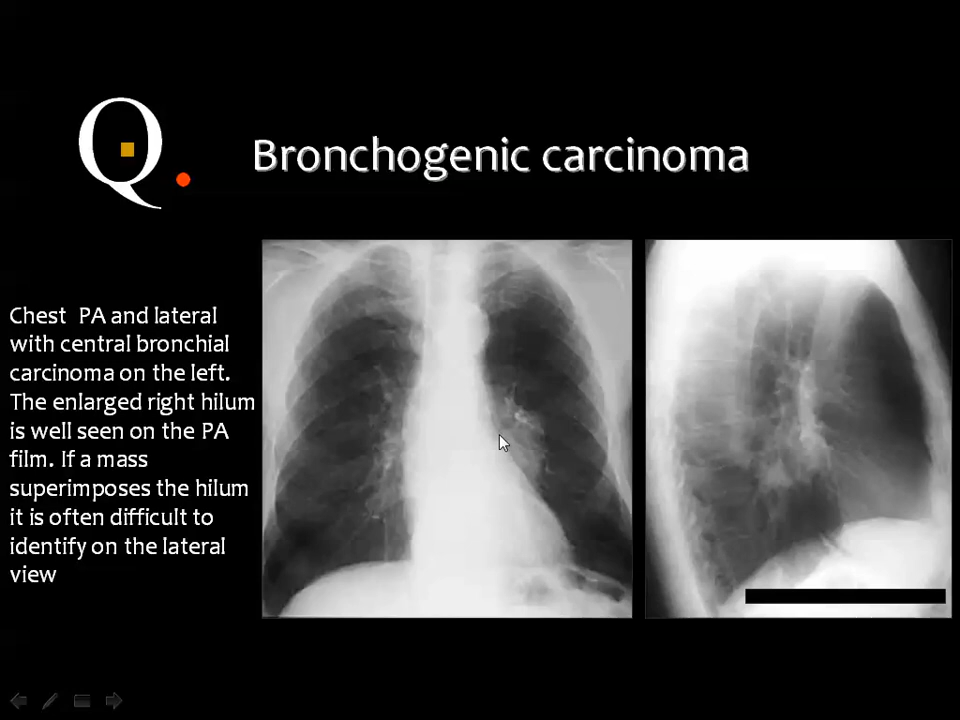 Q.
Bronchogenic carcinoma
Chest PA and lateral
with central bronchial
carcinoma on the left.
The enlarged right hilum
is well seen on the PA
film. If a mass
superimposes the hilum
it is often difficult to
identify on the lateral
view